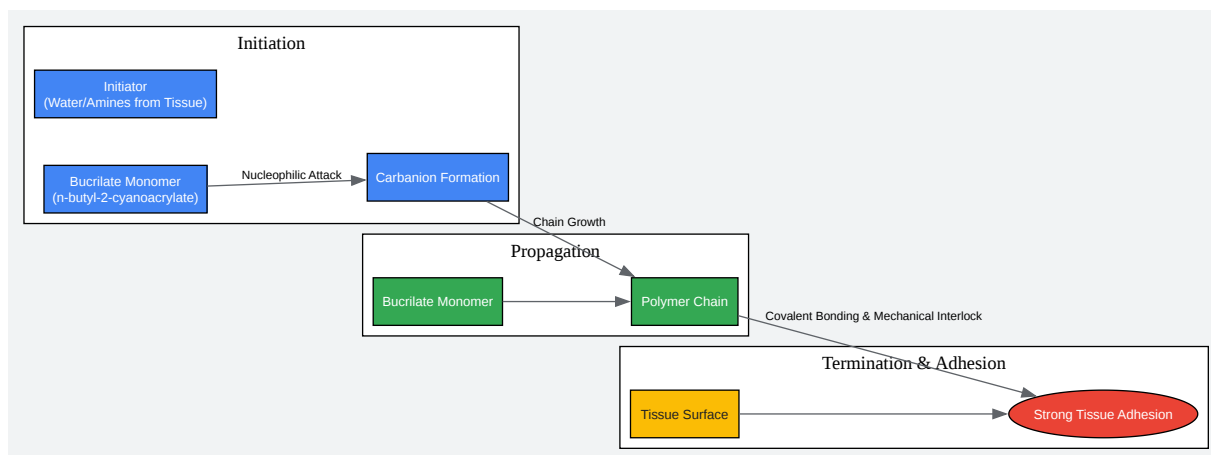 Initiation
Initiator
(Water/Amines from Tissue)
Bucrilate Monomer
(n-butyl-2-cyanoacrylate)
Nucleophilic Attack
Carbanion Formation
Chain Growth
Propagation
Bucrilate Monomer
Polymer Chain
Covalent Bonding & Mechanical Interlock
Termination & Adhesion
Tissue Surface
Strong Tissue Adhesion